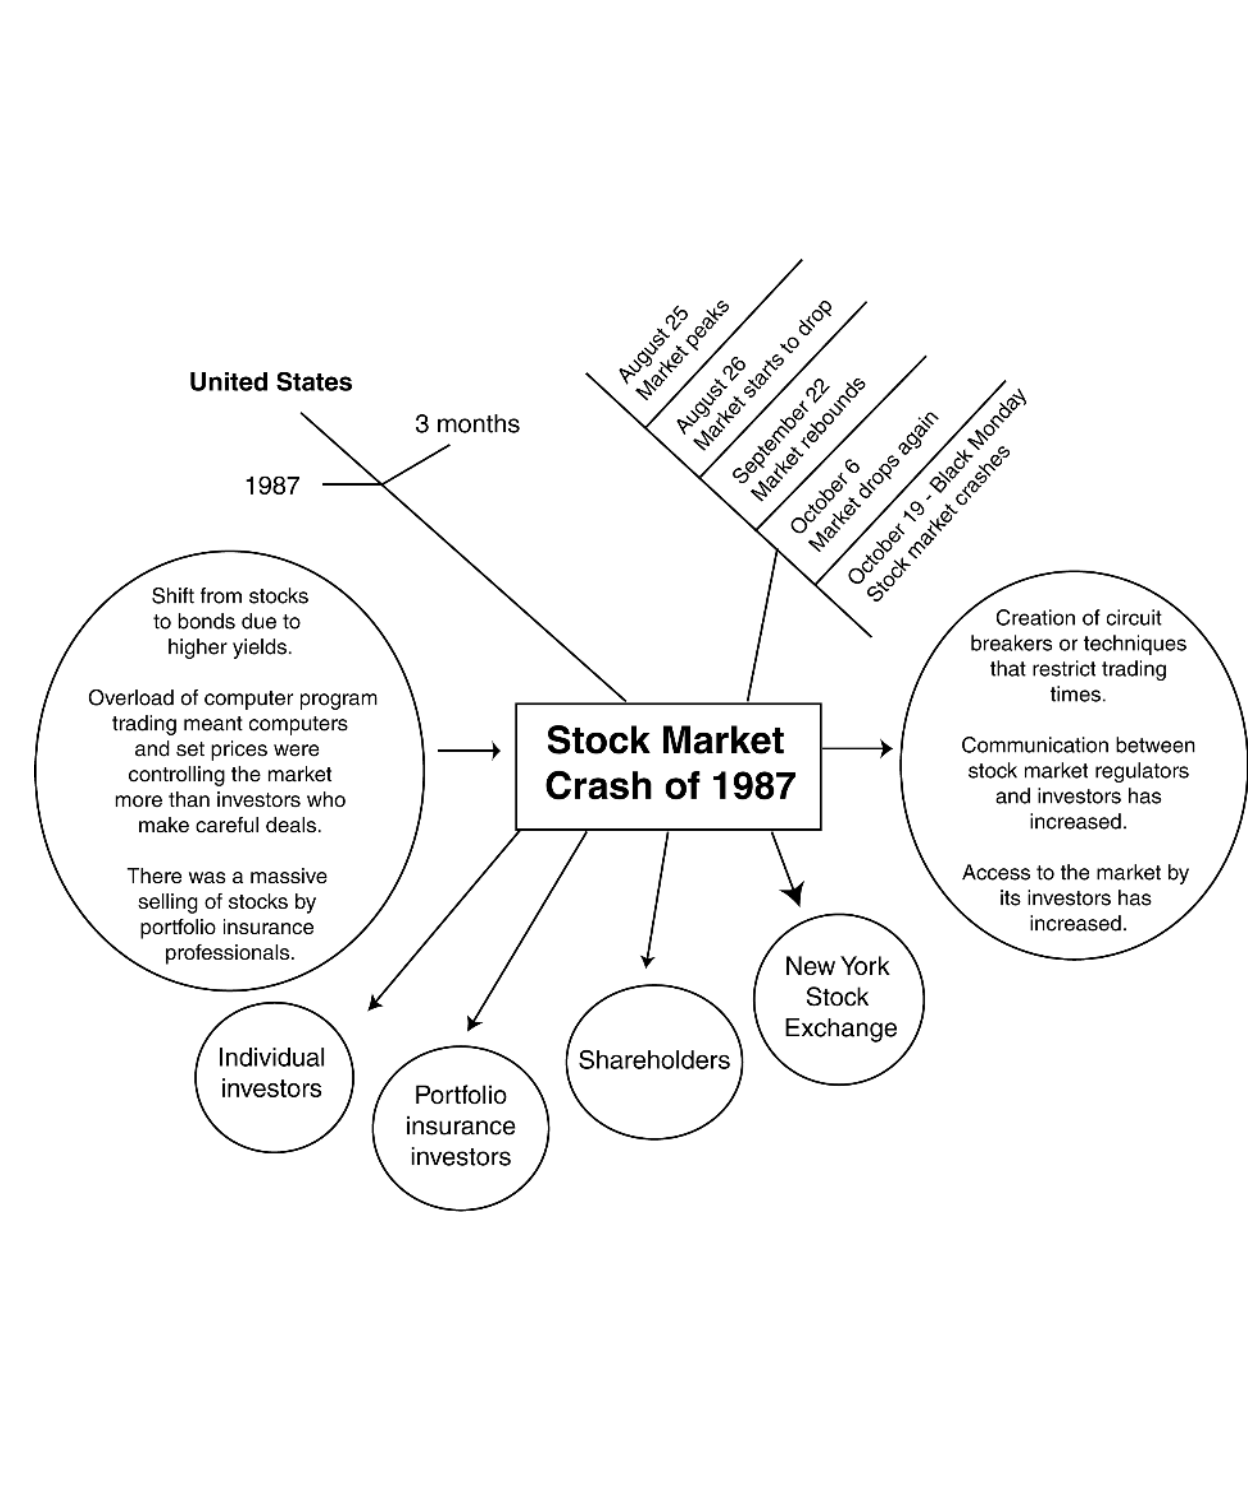 United States
3 months
1987
August 25
Market peaks
August 26
Market starts to drop
September 22
Market rebounds
October 6
Market drops again
October 19 - Black Monday
Stock market crashes
Shift from stocks
to bonds due to
higher yields.
Overload of computer program
trading meant computers
and set prices were
controlling the market
more than investors who
make careful deals.
There was a massive
selling of stocks by
portfolio insurance
professionals.
Stock Market
Crash of 1987
Creation of circuit
breakers or techniques
that restrict trading
times.
Communication between
stock market regulators
and investors has
increased.
Access to the market by
its investors has
increased.
Individual
investors
Portfolio
insurance
investors
Shareholders
New York
Stock
Exchange